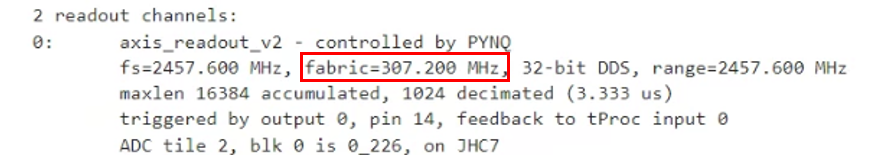 2 readout channels:
0: axis_readout_v2 - controlled by PYNQ
fs=2457.600 MHz, fabric=307.200 MHz, 32-bit DDS, range=2457.600 MHz
maxlen 16384 accumulated, 1024 decimated (3.333 us)
triggered by output 0, pin 14, feedback to tProc input 0
ADC tile 2, blk 0 is 0_226, on JHC7